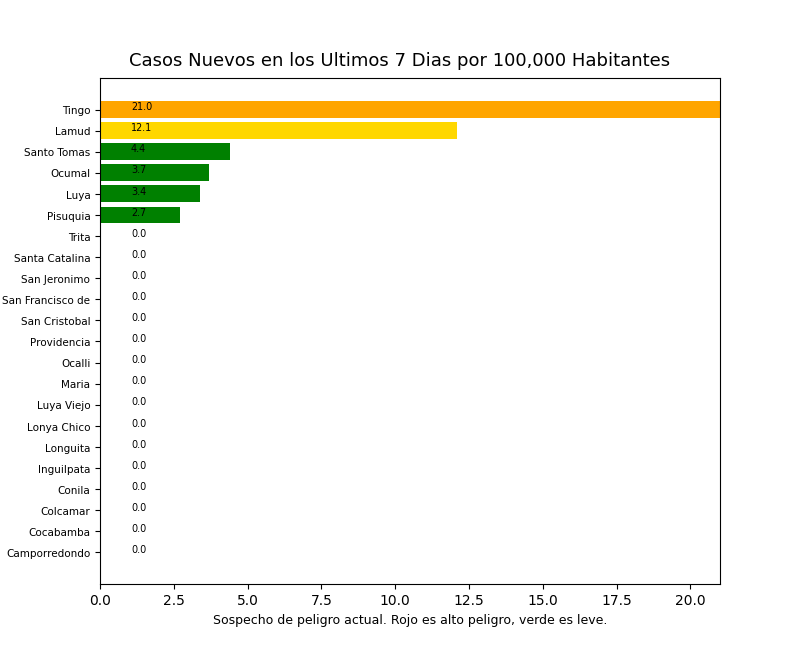 Casos Nuevos en los Ultimos 7 Dias por 100,000 Habitantes
Tingo 21.0
Lamud 12.1
Santo Tomas 4.4
Ocumal 3.7
Luya 3.4
Pisuquia 2.7
Trita 0.0
Santa Catalina 0.0
San Jeronimo 0.0
San Francisco de 0.0
San Cristobal 0.0
Providencia 0.0
Ocalli 0.0
Maria 0.0
Luya Viejo 0.0
Lonya Chico 0.0
Longuita 0.0
Inguilpata 0.0
Conila 0.0
Colcamar 0.0
Cocabamba 0.0
Camporredondo 0.0
0.0 2.5 5.0 7.5 10.0 12.5 15.0 17.5 20.0
Sospecho de peligro actual. Rojo es alto peligro, verde es leve.